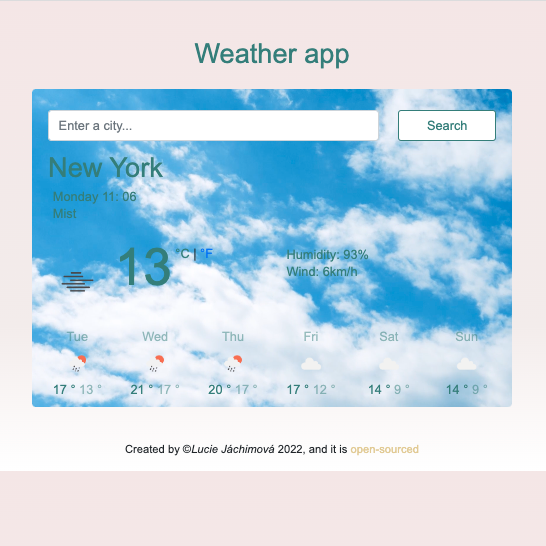 Weather app
Enter a city...
Search
New York
Monday 11: 06
Mist
13 °C | °F
Humidity: 93%
Wind: 6km/h
Tue Wed Thu Fri Sat Sun
17 ° 13 ° 21 ° 17 ° 20 ° 17 ° 17 ° 12 ° 14 ° 9 ° 14 ° 9 °
Created by ©Lucie Jáchimová 2022, and it is open-sourced